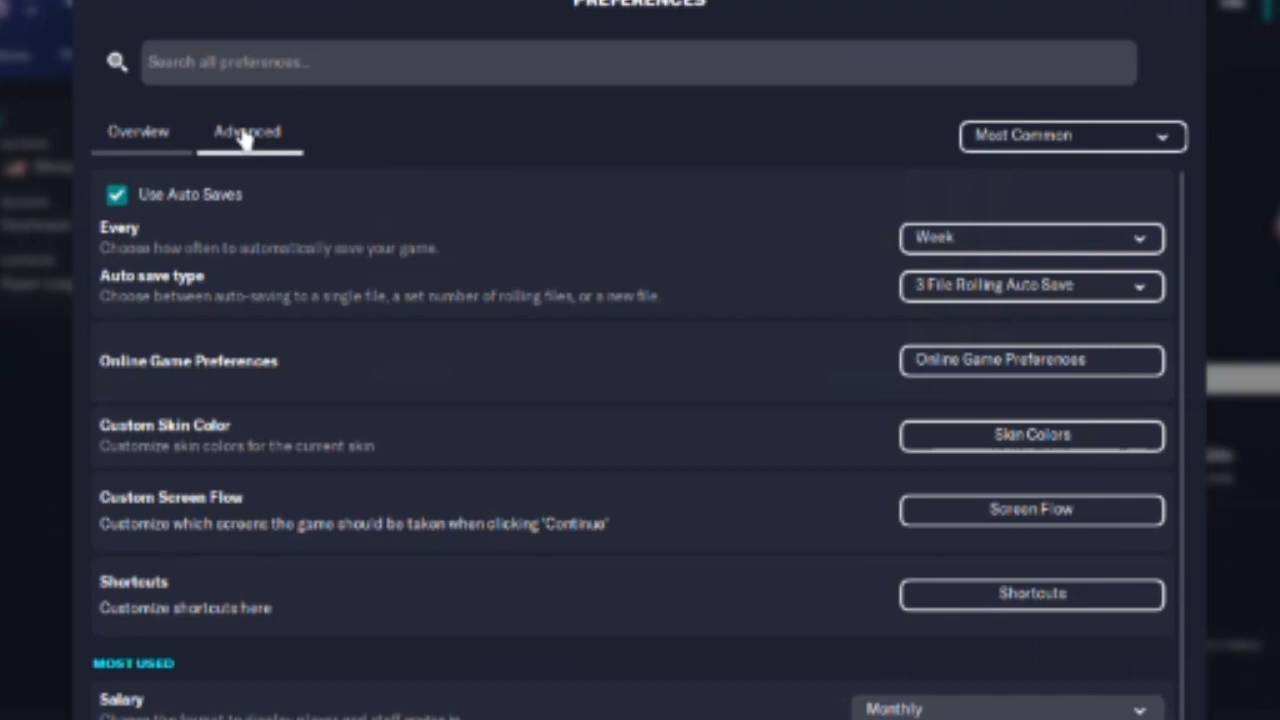 PREFERENCES
Search all preferences...
Overview
Advanced
Most Common
Use Auto Saves
Every
Week
Choose how often to automatically save your game.
Auto save type
3 File Rolling Auto Save
Choose between auto-saving to a single file, a set number of rolling files, or a new file.
Online Game Preferences
Online Game Preferences
Custom Skin Color
Skin Colors
Customize skin colors for the current skin
Custom Screen Flow
Screen Flow
Customize which screens the game should be taken when clicking 'Continue'
Shortcuts
Shortcuts
Customize shortcuts here
MOST USED
Salary
Monthly